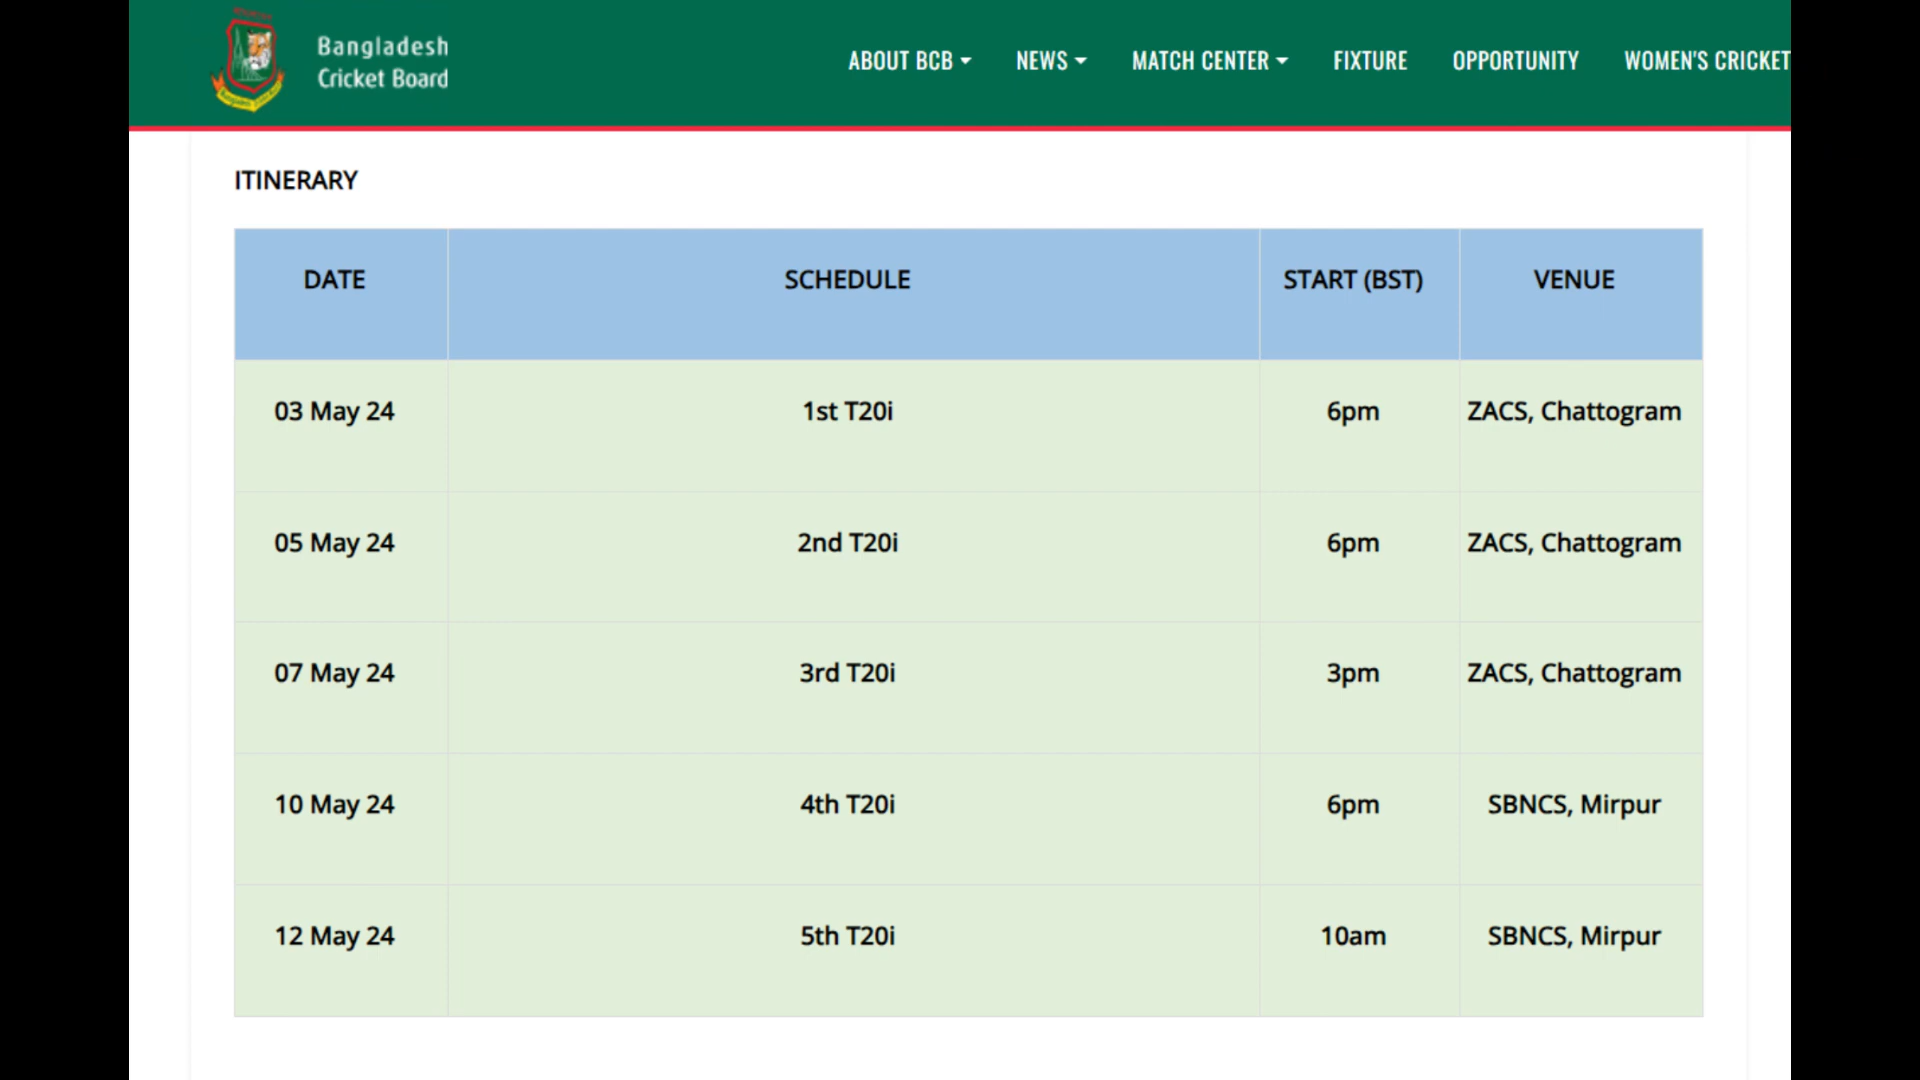 Bangladesh
Cricket Board
ABOUT BCB NEWS MATCH CENTER FIXTURE OPPORTUNITY WOMEN'S CRICKET
ITINERARY
DATE SCHEDULE START (BST) VENUE
03 May 24 1st T20i 6pm ZACS, Chattogram
05 May 24 2nd T20i 6pm ZACS, Chattogram
07 May 24 3rd T20i 3pm ZACS, Chattogram
10 May 24 4th T20i 6pm SBNCS, Mirpur
12 May 24 5th T20i 10am SBNCS, Mirpur